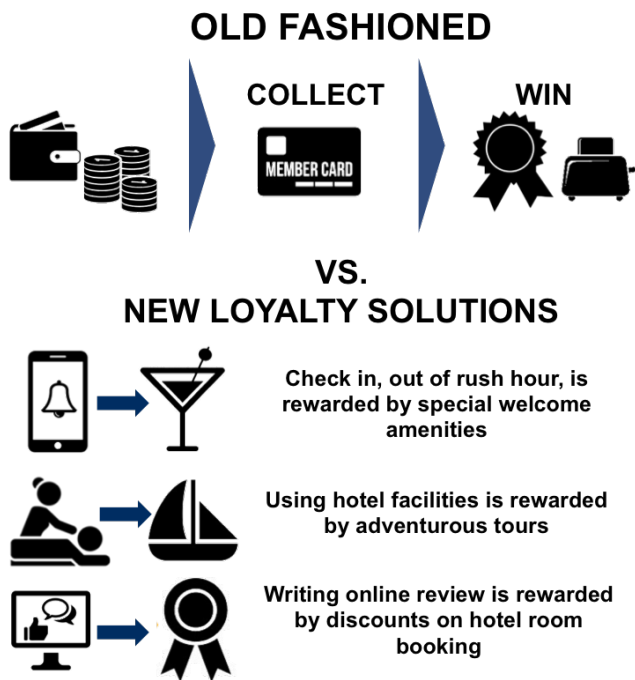 OLD FASHIONED
COLLECT
WIN
MEMBER CARD
VS.
NEW LOYALTY SOLUTIONS
Check in, out of rush hour, is
rewarded by special welcome
amenities
Using hotel facilities is rewarded
by adventurous tours
Writing online review is rewarded
by discounts on hotel room
booking